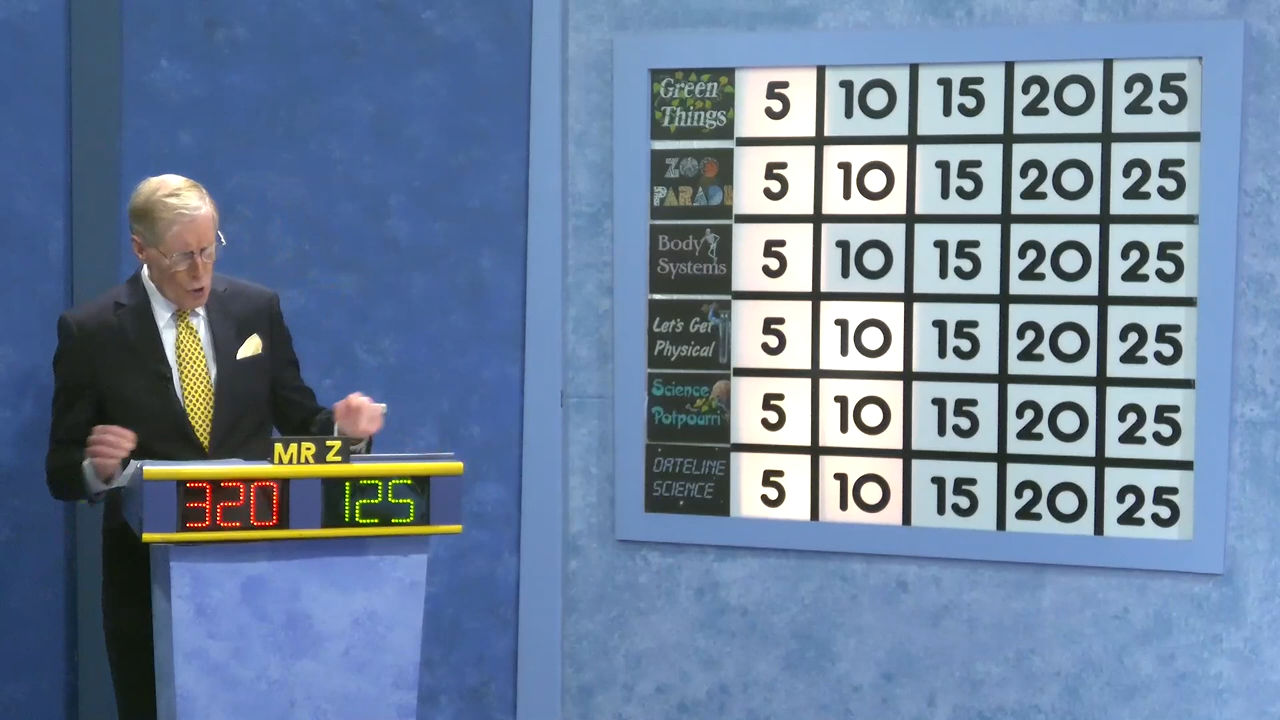 Green Things 5 10 15 20 25
ZOO PARADE 5 10 15 20 25
Body Systems 5 10 15 20 25
Let's Get Physical 5 10 15 20 25
Science Potpourri 5 10 15 20 25
DATELINE SCIENCE 5 10 15 20 25
MR Z
320 125